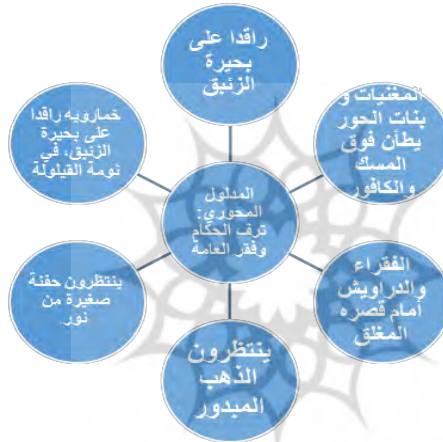 راقدا على
بحيرة
الزئبق
المغنيات و
بنات الحور
يطأن فوق
المسك
والكافور
الفقراء
والدراويش
أمام قصره
المغلق
ينتظرون
الذهب
المبدور
ينتظرون حفنة
صغيرة من
نور
خمارويه راقدا
على بحيرة
الزئبق، في
نومة القيلولة
المدلول
المحوري:
ترف الحكام
وفقر العامة